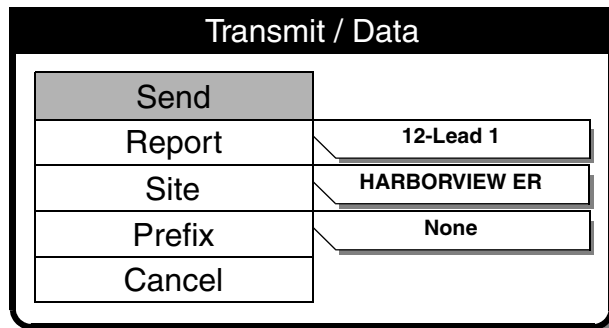 Transmit / Data
Send
Report
12-Lead 1
Site
HARBORVIEW ER
Prefix
None
Cancel